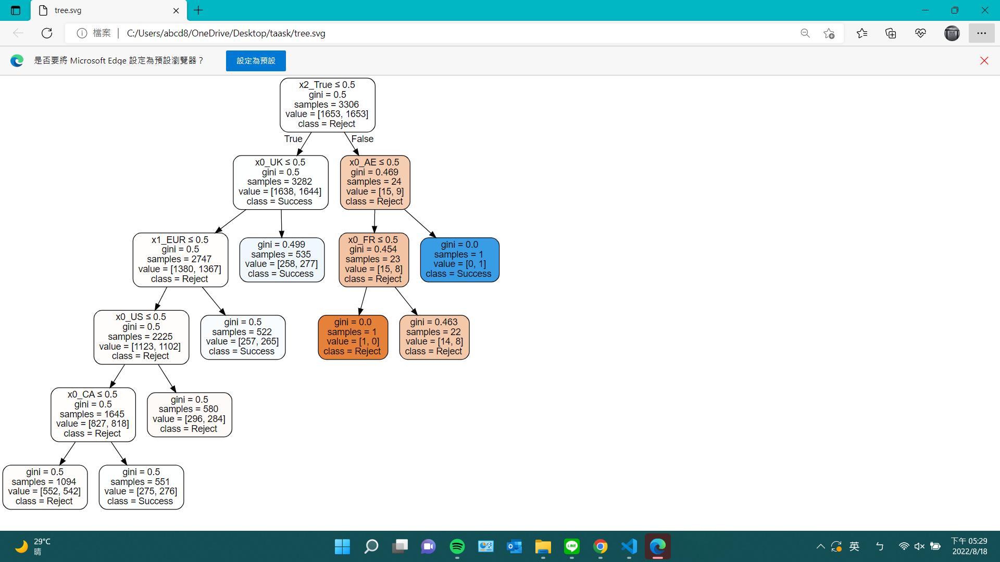 tree.svg
檔案
C:/Users/abcd8/OneDrive/Desktop/taask/tree.svg
是否要將 Microsoft Edge 設定為預設瀏覽器？
設定為預設
x2_True ≤ 0.5
gini = 0.5
samples = 3306
value = [1653, 1653]
class = Reject
True
False
x0_UK ≤ 0.5
gini = 0.5
samples = 3282
value = [1638, 1644]
class = Success
x0_AE ≤ 0.5
gini = 0.469
samples = 24
value = [15, 9]
class = Reject
x1_EUR ≤ 0.5
gini = 0.5
samples = 2747
value = [1380, 1367]
class = Reject
gini = 0.499
samples = 535
value = [258, 277]
class = Success
x0_FR ≤ 0.5
gini = 0.454
samples = 23
value = [15, 8]
class = Reject
gini = 0.0
samples = 1
value = [0, 1]
class = Success
x0_US ≤ 0.5
gini = 0.5
samples = 2225
value = [1123, 1102]
class = Reject
gini = 0.5
samples = 522
value = [257, 265]
class = Success
gini = 0.0
samples = 1
value = [1, 0]
class = Reject
gini = 0.463
samples = 22
value = [14, 8]
class = Reject
x0_CA ≤ 0.5
gini = 0.5
samples = 1645
value = [827, 818]
class = Reject
gini = 0.5
samples = 580
value = [296, 284]
class = Reject
gini = 0.5
samples = 1094
value = [552, 542]
class = Reject
gini = 0.5
samples = 551
value = [275, 276]
class = Success
29°C
晴
LINE
英
ㄅ
下午 05:29
2022/8/18